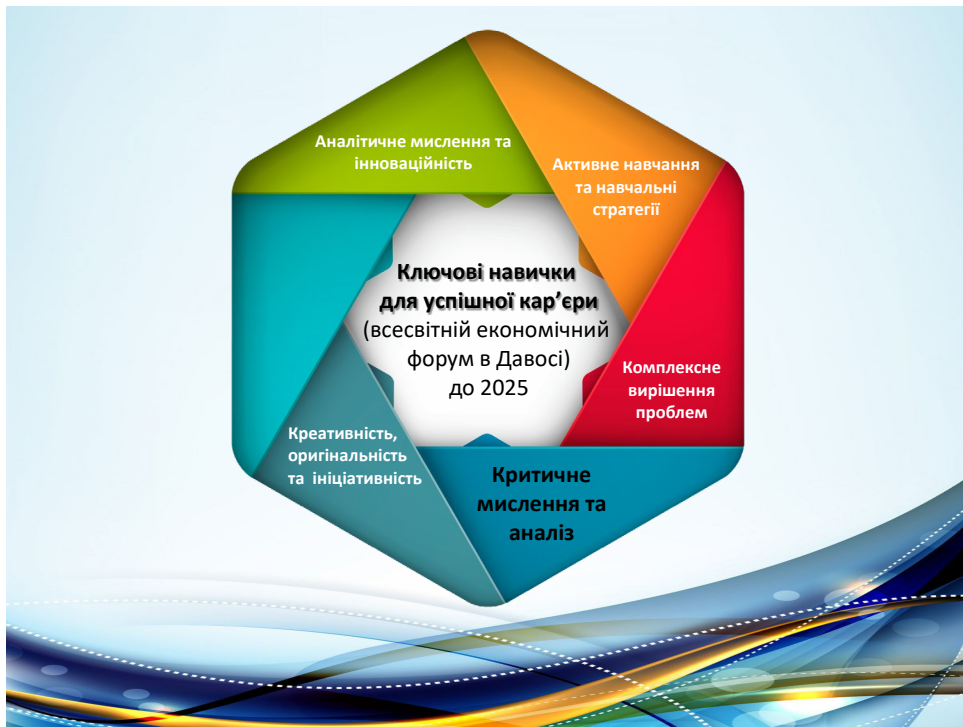 Аналітичне мислення та
інноваційність
Активне навчання
та навчальні
стратегії
Ключові навички
для успішної кар’єри
(всесвітній економічний
форум в Давосі)
до 2025
Комплексне
вирішення
проблем
Креативність,
оригінальність
та ініціативність
Критичне
мислення та
аналіз